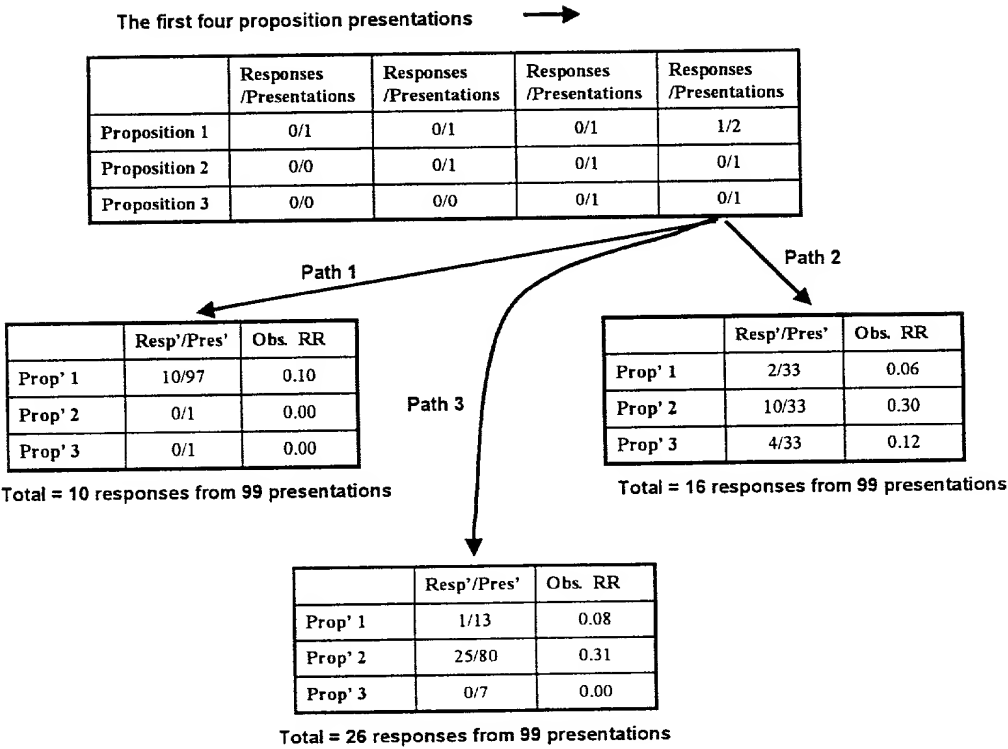 The first four proposition presentations
Responses /Presentations Responses /Presentations Responses /Presentations Responses /Presentations
Proposition 1 0/1 0/1 0/1 1/2
Proposition 2 0/0 0/1 0/1 0/1
Proposition 3 0/0 0/0 0/1 0/1
Path 1
Path 2
Path 3
Resp'/Pres' Obs. RR
Prop' 1 10/97 0.10
Prop' 2 0/1 0.00
Prop' 3 0/1 0.00
Total = 10 responses from 99 presentations
Resp'/Pres' Obs. RR
Prop' 1 2/33 0.06
Prop' 2 10/33 0.30
Prop' 3 4/33 0.12
Total = 16 responses from 99 presentations
Resp'/Pres' Obs. RR
Prop' 1 1/13 0.08
Prop' 2 25/80 0.31
Prop' 3 0/7 0.00
Total = 26 responses from 99 presentations